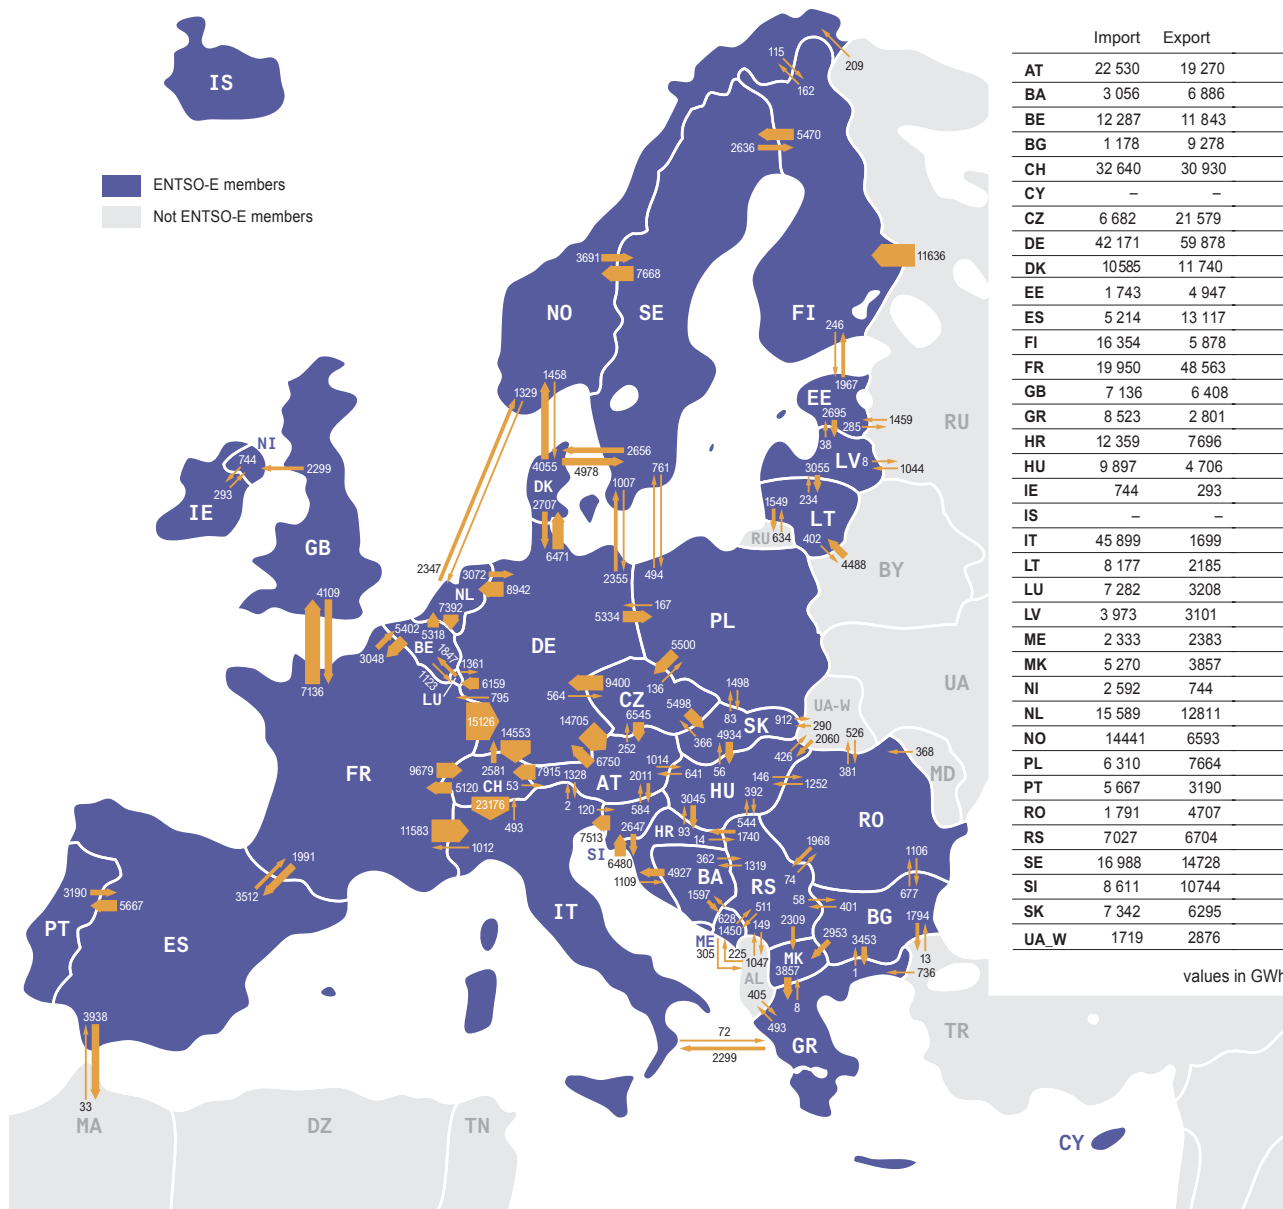 Import Export
AT 22 530 19 270
BA 3 056 6 886
BE 12 287 11 843
BG 1 178 9 278
CH 32 640 30 930
CY – –
CZ 6 682 21 579
DE 42 171 59 878
DK 10585 11 740
EE 1 743 4 947
ES 5 214 13 117
FI 16 354 5 878
FR 19 950 48 563
GB 7 136 6 408
GR 8 523 2 801
HR 12 359 7696
HU 9 897 4 706
IE 744 293
IS – –
IT 45 899 1699
LT 8 177 2185
LU 7 282 3208
LV 3 973 3101
ME 2 333 2383
MK 5 270 3857
NI 2 592 744
NL 15 589 12811
NO 14441 6593
PL 6 310 7664
PT 5 667 3190
RO 1 791 4707
RS 7027 6704
SE 16 988 14728
SI 8 611 10744
SK 7 342 6295
UA_W 1719 2876
values in GWh
IS
ENTSO-E members
Not ENTSO-E members
115
209
162
5470
2636
11636
3691
7668
NO SE FI
246
1458
1329
1967
EE
2695 1459
285
38
RU
NI
744 2299
293
IE
2656
4055 4978
761
1007
DK
2707
LV 8
3055 1044
234
1549
LT
RU 634 402
4488
GB
6471
2347
3072
2355 494
BY
NL 8942
4109
7392
5318
5402
BE
3048
167
5334
PL
DE
5500
1847
1361
1123
6159
LU
795
7136
136
9400
564
CZ
5498
1498
83
SK
912
UA-W
290
2060
UA
15126
14705
6545
252
366
4934
56
426
526
381
368
MD
14553
2581
7915
6750
FR
9679
5120
CH 53
1328
2
AT
1014
641
2011
584
HU
146
1252
392
544
RO
23176
493
120
7513
SI
2647
HR
3045
93
14
1740
11583
1012
6480
1109
4927
362
1319
BA
1968
74
RS
1106
677
1991
3512
3190
5667
PT
ES
IT
1597
628
1450
511
149
58
401
BG
1794
13
736
ME
305
225
1047
2309
2953
3453
1
MK
3857
8
AL
405
493
GR
TR
72
2299
3938
33
MA DZ TN
CY